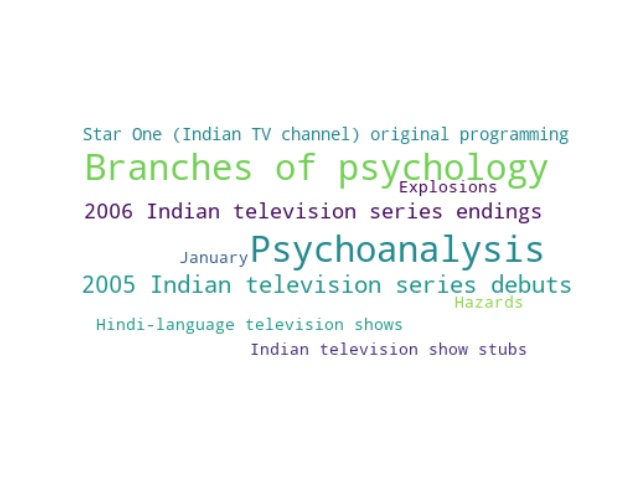 Star One (Indian TV channel) original programming
Branches of psychology
Explosions
2006 Indian television series endings
January
Psychoanalysis
2005 Indian television series debuts
Hazards
Hindi-language television shows
Indian television show stubs